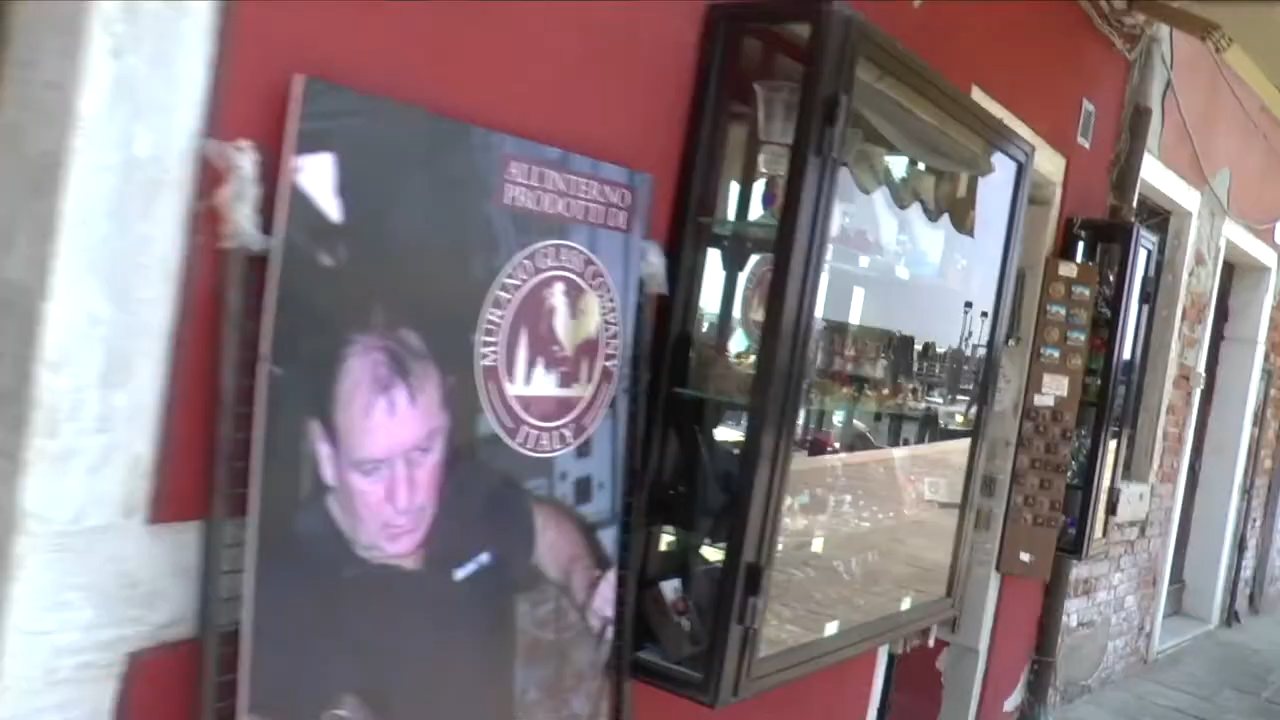 ALL'INTERNO
PRODOTTI DI
MURANO GLASS COMPANY
ITALY